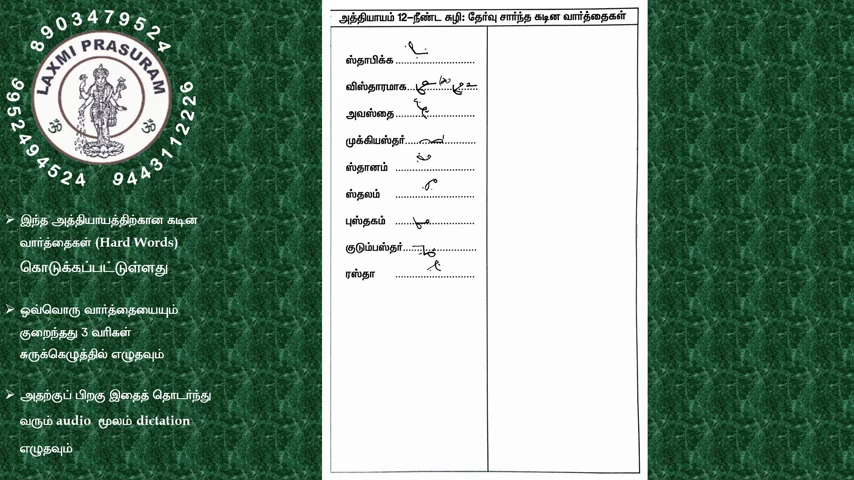 8903479524
LAXMI PRASURAM
9952494524
9443112226
இந்த அத்தியாயத்திற்கான கடின
வார்த்தைகள் (Hard Words)
கொடுக்கப்பட்டுள்ளது
ஒவ்வொரு வார்த்தையையும்
குறைந்தது 3 வரிகள்
சுருக்கெழுத்தில் எழுதவும்
அதற்குப் பிறகு இதைத் தொடர்ந்து
வரும் audio மூலம் dictation
எழுதவும்
அத்தியாயம் 12–நீண்ட சுழி: தேர்வு சார்ந்த கடின வார்த்தைகள்
ஸ்தாபிக்க
விஸ்தாரமாக
அவஸ்தை
முக்கியஸ்தர்
ஸ்தானம்
ஸ்தலம்
புஸ்தகம்
குடும்பஸ்தர்
ரஸ்தா